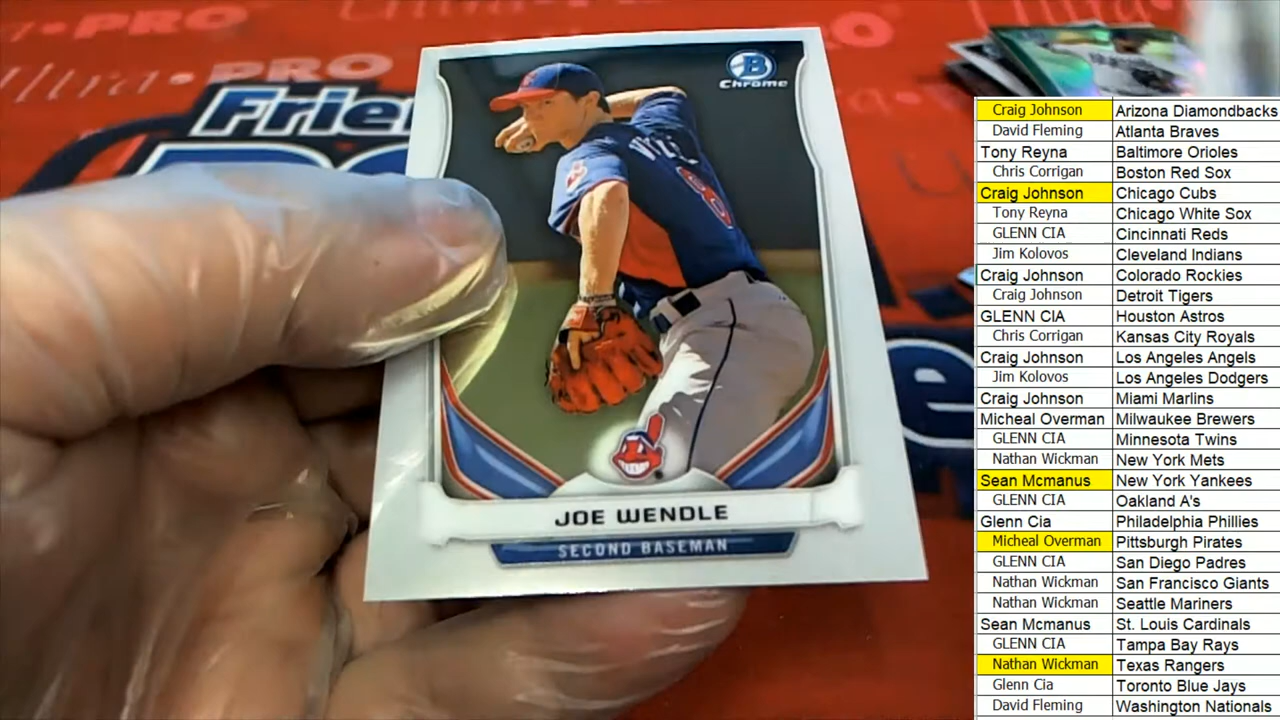 PRO
Ultra PRO
PRO
Frie
B
Chrome
8
JOE WENDLE
SECOND BASEMAN
e
Craig Johnson Arizona Diamondbacks
David Fleming Atlanta Braves
Tony Reyna Baltimore Orioles
Chris Corrigan Boston Red Sox
Craig Johnson Chicago Cubs
Tony Reyna Chicago White Sox
GLENN CIA Cincinnati Reds
Jim Kolovos Cleveland Indians
Craig Johnson Colorado Rockies
Craig Johnson Detroit Tigers
GLENN CIA Houston Astros
Chris Corrigan Kansas City Royals
Craig Johnson Los Angeles Angels
Jim Kolovos Los Angeles Dodgers
Craig Johnson Miami Marlins
Micheal Overman Milwaukee Brewers
GLENN CIA Minnesota Twins
Nathan Wickman New York Mets
Sean Mcmanus New York Yankees
GLENN CIA Oakland A's
Glenn Cia Philadelphia Phillies
Micheal Overman Pittsburgh Pirates
GLENN CIA San Diego Padres
Nathan Wickman San Francisco Giants
Nathan Wickman Seattle Mariners
Sean Mcmanus St. Louis Cardinals
GLENN CIA Tampa Bay Rays
Nathan Wickman Texas Rangers
Glenn Cia Toronto Blue Jays
David Fleming Washington Nationals